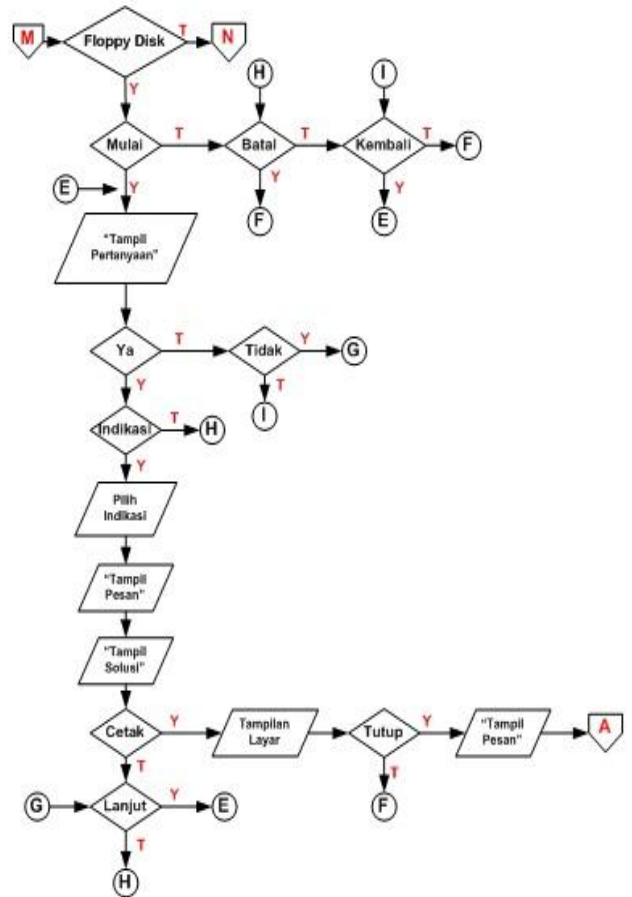 M
Floppy Disk
T
N
Y
H
I
Mulai
T
Batal
T
Kembali
T
F
E
Y
Y
Y
F
E
"Tampil
Pertanyaan"
Ya
T
Tidak
Y
G
Y
T
I
Indikasi
T
H
Y
Pilih
Indikasi
"Tampil
Pesan"
"Tampil
Solusi"
Cetak
Y
Tampilan
Layar
Tutup
Y
"Tampil
Pesan"
A
T
T
F
G
Lanjut
Y
E
T
H